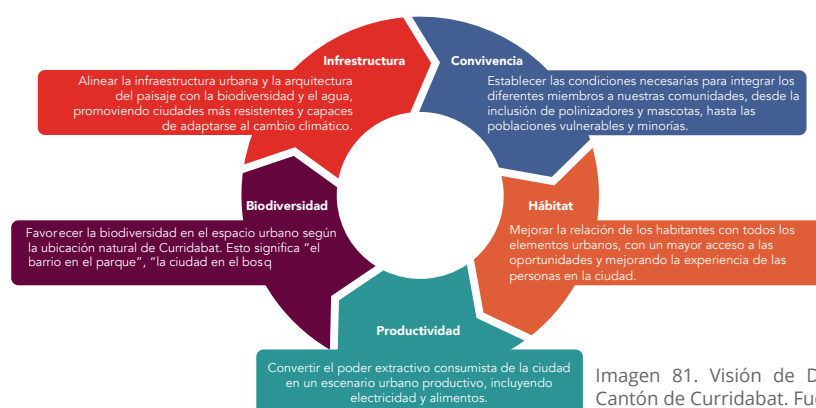 Infrestructura
Alinear la infraestructura urbana y la arquitectura
del paisaje con la biodiversidad y el agua,
promoviendo ciudades más resistentes y capaces
de adaptarse al cambio climático.
Convivencia
Establecer las condiciones necesarias para integrar los
diferentes miembros a nuestras comunidades, desde la
inclusión de polinizadores y mascotas, hasta las
poblaciones vulnerables y minorías.
Biodiversidad
Favorecer la biodiversidad en el espacio urbano según
la ubicación natural de Curridabat. Esto significa “el
barrio en el parque”, “la ciudad en el bosq
Hábitat
Mejorar la relación de los habitantes con todos los
elementos urbanos, con un mayor acceso a las
oportunidades y mejorando la experiencia de las
personas en la ciudad.
Productividad
Convertir el poder extractivo consumista de la ciudad
en un escenario urbano productivo, incluyendo
electricidad y alimentos.
Imagen 81. Visión de D
Cantón de Curridabat. Fu